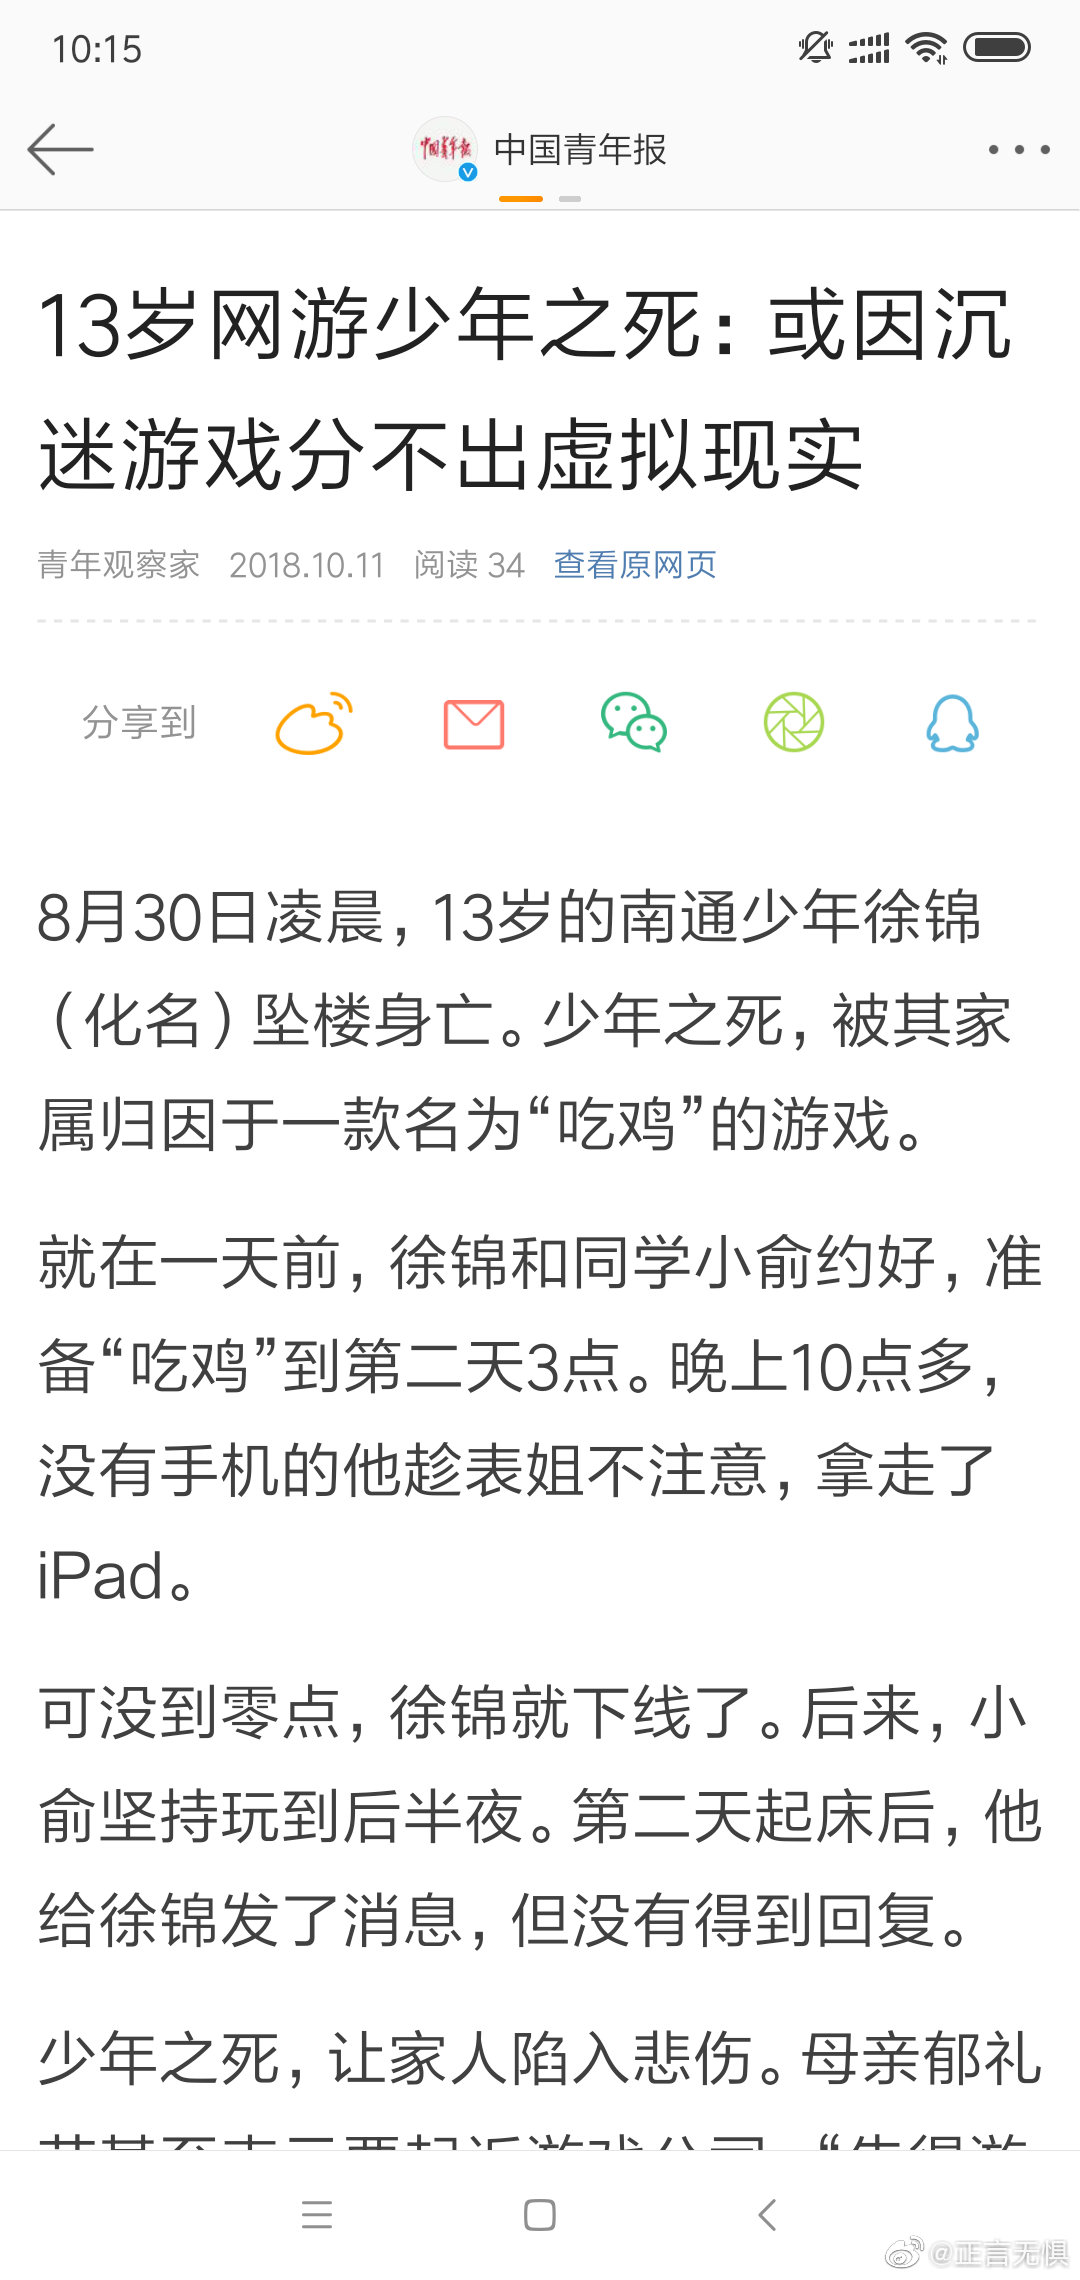 10:15
中国青年报
中国青年报
13岁网游少年之死：或因沉
迷游戏分不出虚拟现实
青年观察家 2018.10.11 阅读 34 查看原网页
分享到
8月30日凌晨，13岁的南通少年徐锦
（化名）坠楼身亡。少年之死，被其家
属归因于一款名为“吃鸡”的游戏。
就在一天前，徐锦和同学小俞约好，准
备“吃鸡”到第二天3点。晚上10点多，
没有手机的他趁表姐不注意，拿走了
iPad。
可没到零点，徐锦就下线了。后来，小
俞坚持玩到后半夜。第二天起床后，他
给徐锦发了消息，但没有得到回复。
少年之死，让家人陷入悲伤。母亲郁礼
@正言无惧